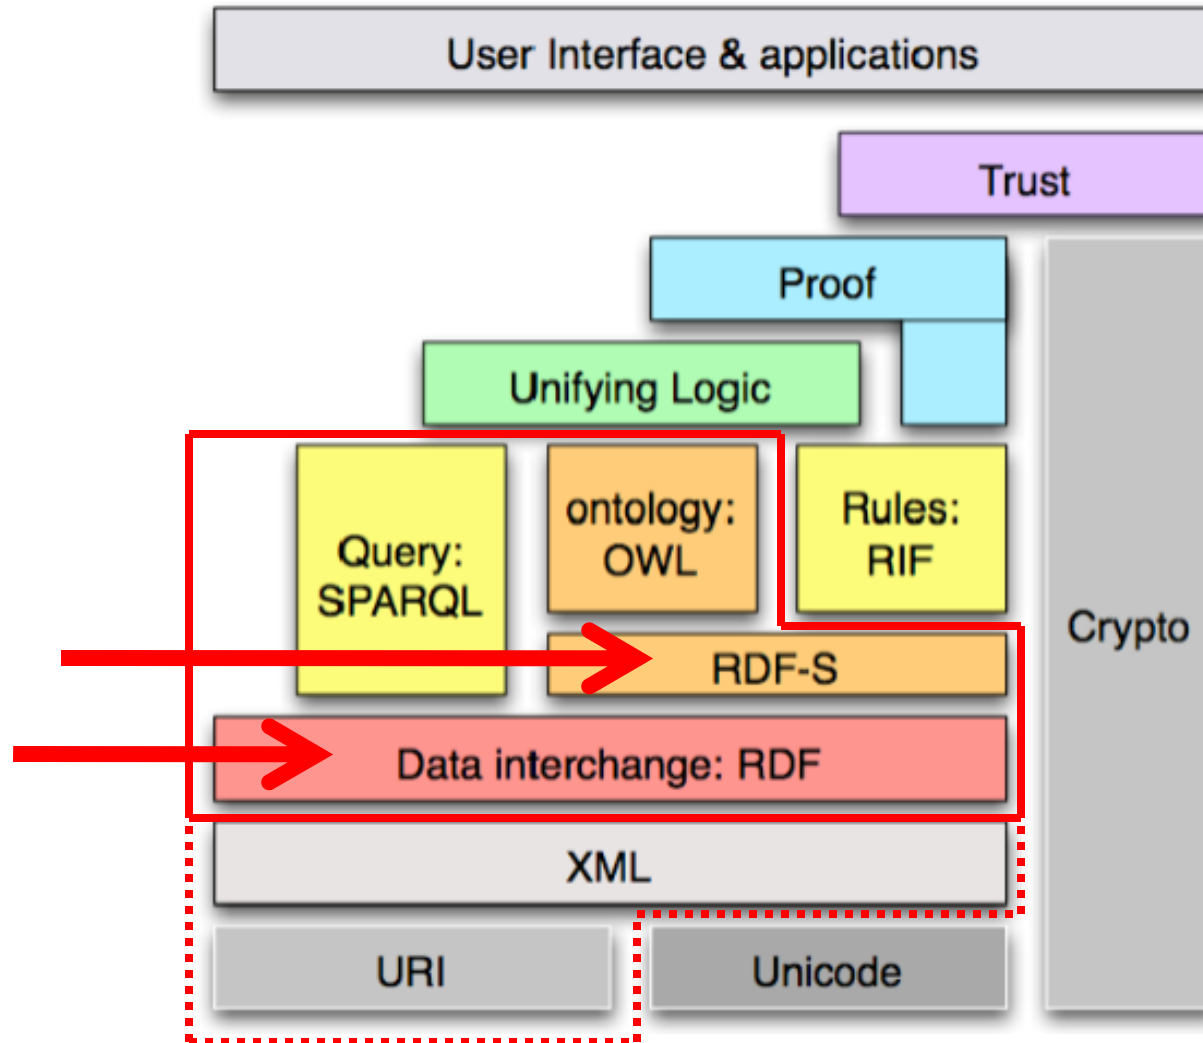 User Interface & applications
Trust
Proof
Unifying Logic
Query:
SPARQL
ontology:
OWL
Rules:
RIF
Crypto
RDF-S
Data interchange: RDF
XML
URI
Unicode